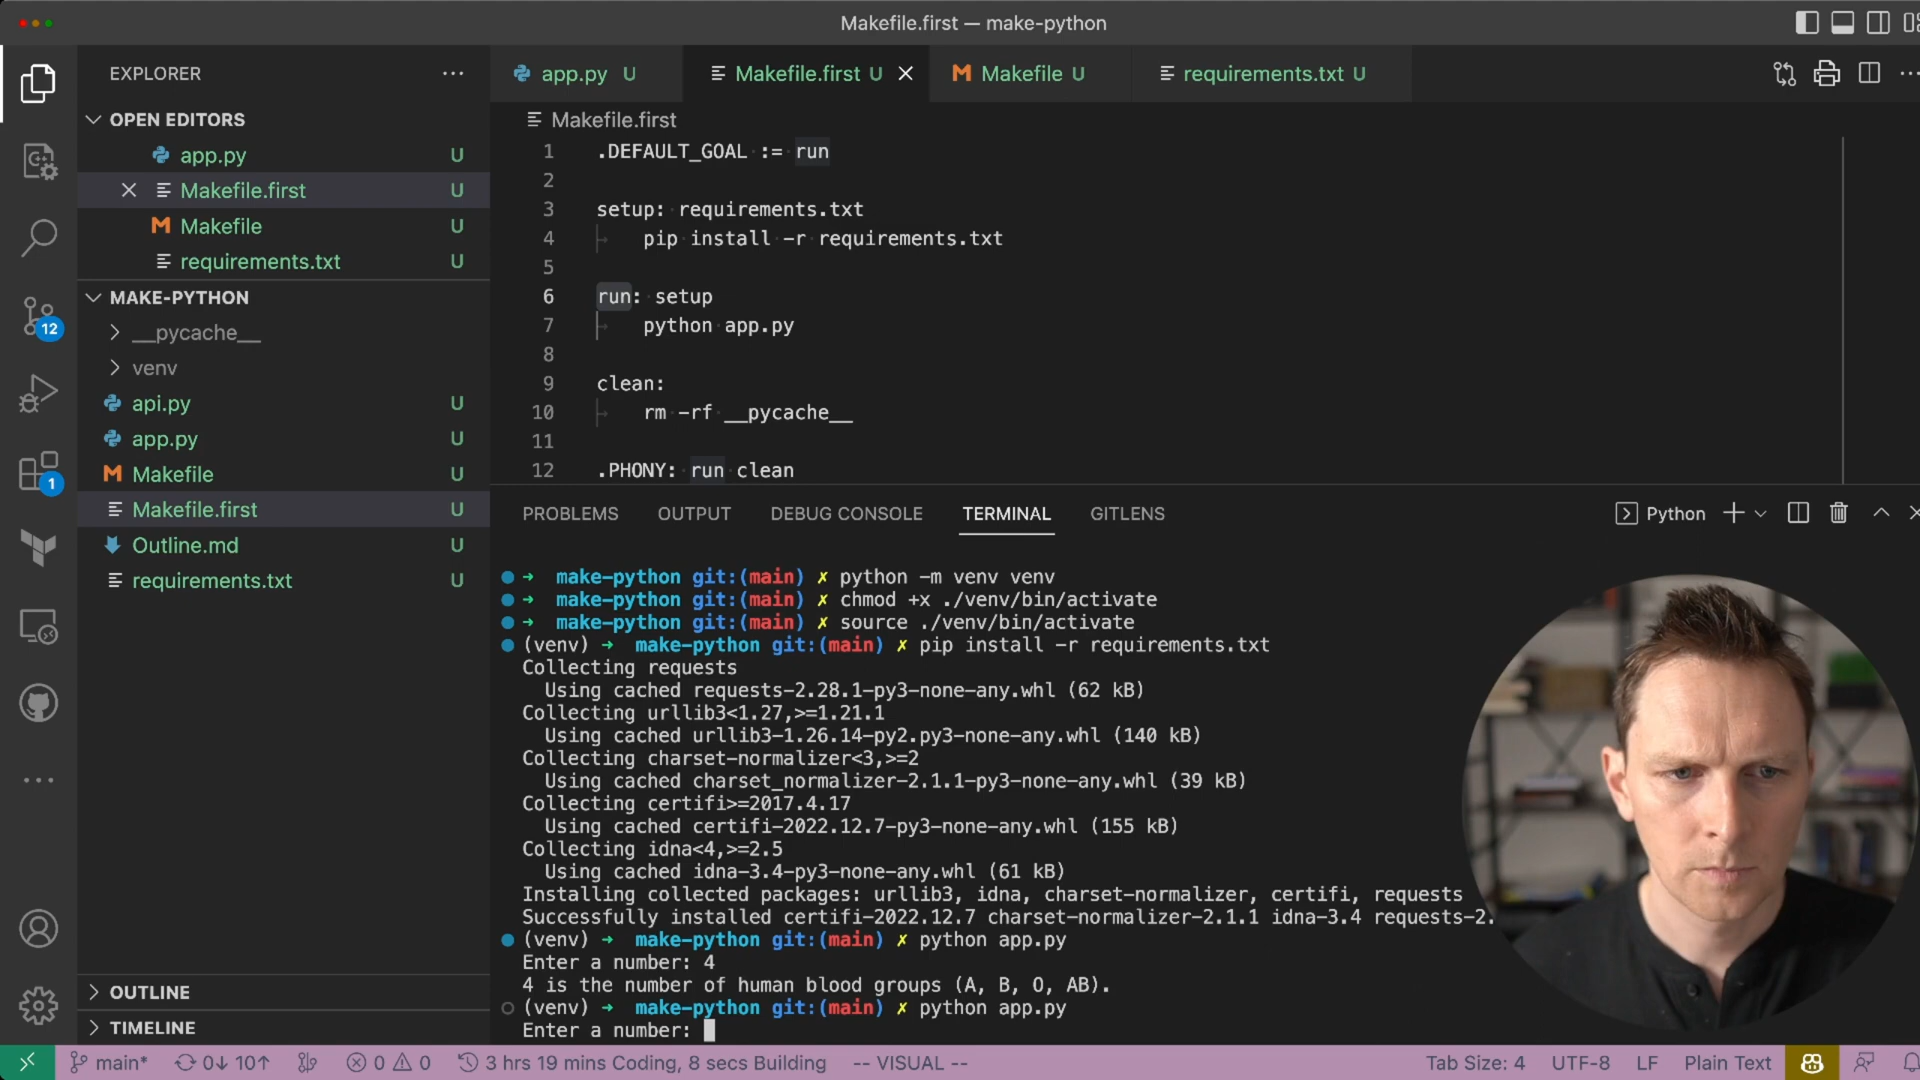 Makefile.first — make-python
EXPLORER
OPEN EDITORS
app.py U
Makefile.first U
Makefile U
requirements.txt U
MAKE-PYTHON
__pycache__
venv
api.py U
app.py U
Makefile U
Makefile.first U
Outline.md U
requirements.txt U
OUTLINE
TIMELINE
12
1
app.py U
Makefile.first U
Makefile U
requirements.txt U
Makefile.first
1 .DEFAULT_GOAL := run
2
3 setup: requirements.txt
4 pip install -r requirements.txt
5
6 run: setup
7 python app.py
8
9 clean:
10 rm -rf __pycache__
11
12 .PHONY: run clean
PROBLEMS OUTPUT DEBUG CONSOLE TERMINAL GITLENS
Python
➜ make-python git:(main) ✗ python -m venv venv
➜ make-python git:(main) ✗ chmod +x ./venv/bin/activate
➜ make-python git:(main) ✗ source ./venv/bin/activate
(venv) ➜ make-python git:(main) ✗ pip install -r requirements.txt
Collecting requests
Using cached requests-2.28.1-py3-none-any.whl (62 kB)
Collecting urllib3<1.27,>=1.21.1
Using cached urllib3-1.26.14-py2.py3-none-any.whl (140 kB)
Collecting charset-normalizer<3,>=2
Using cached charset_normalizer-2.1.1-py3-none-any.whl (39 kB)
Collecting certifi>=2017.4.17
Using cached certifi-2022.12.7-py3-none-any.whl (155 kB)
Collecting idna<4,>=2.5
Using cached idna-3.4-py3-none-any.whl (61 kB)
Installing collected packages: urllib3, idna, charset-normalizer, certifi, requests
Successfully installed certifi-2022.12.7 charset-normalizer-2.1.1 idna-3.4 requests-2.
(venv) ➜ make-python git:(main) ✗ python app.py
Enter a number: 4
4 is the number of human blood groups (A, B, O, AB).
(venv) ➜ make-python git:(main) ✗ python app.py
Enter a number:
main* 0↓ 10↑ 0 0 3 hrs 19 mins Coding, 8 secs Building -- VISUAL -- Tab Size: 4 UTF-8 LF Plain Text